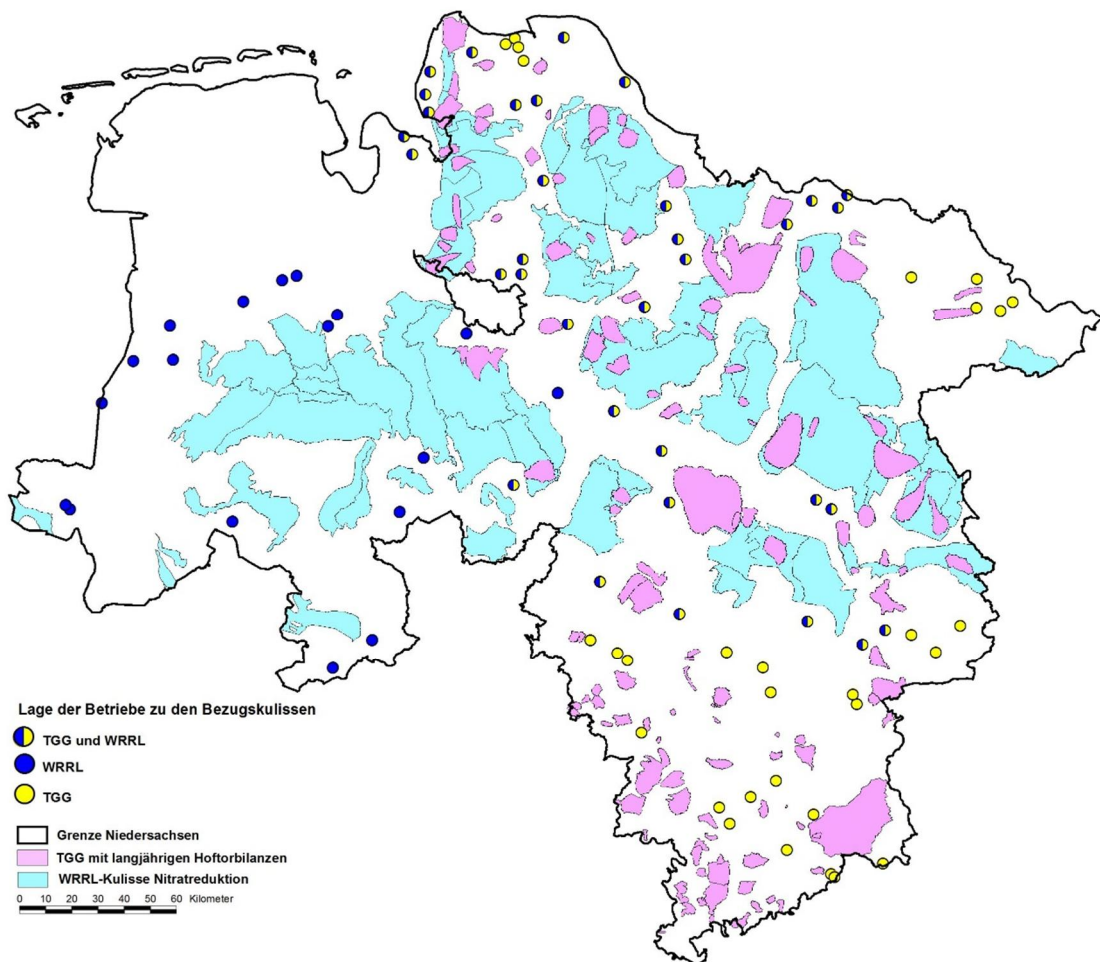 Lage der Betriebe zu den Bezugskulissen
TGG und WRRL
WRRL
TGG
Grenze Niedersachsen
TGG mit langjährigen Hoftorbilanzen
WRRL-Kulisse Nitratreduktion
0 10 20 30 40 50 60 Kilometer